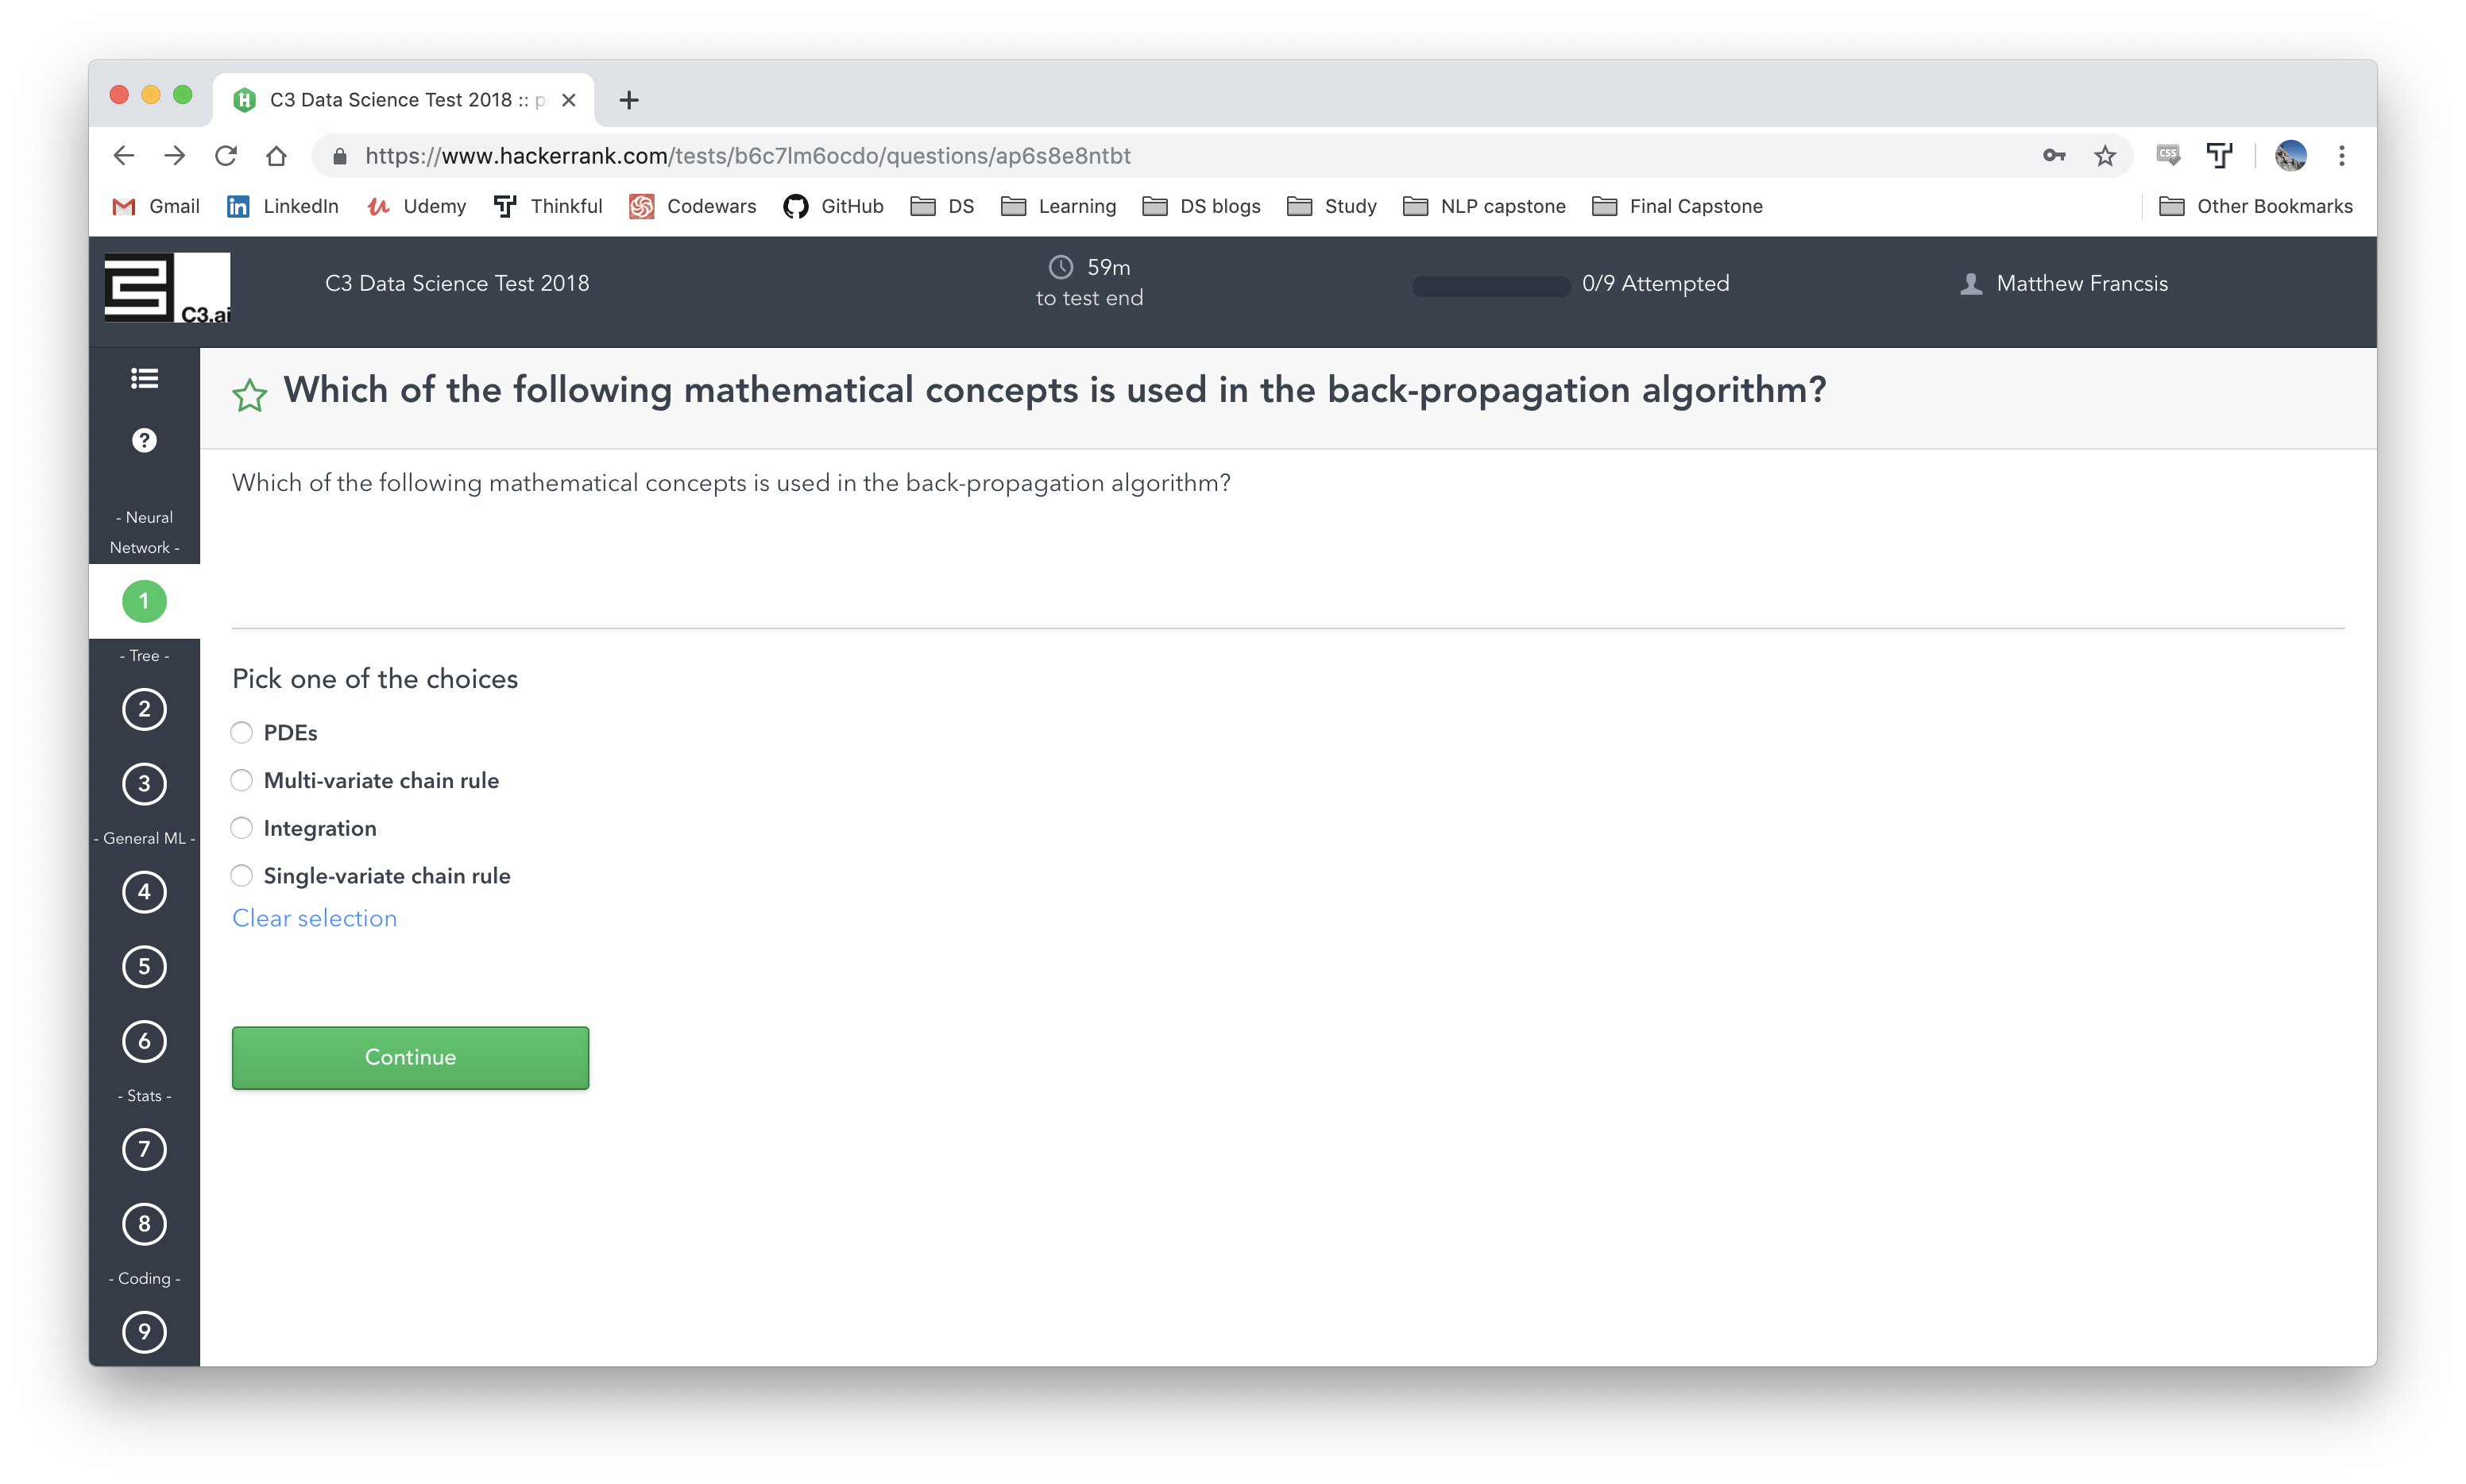 C3 Data Science Test 2018 ::
https://www.hackerrank.com/tests/b6c7lm6ocdo/questions/ap6s8e8ntbt
Gmail LinkedIn Udemy Thinkful Codewars GitHub DS Learning DS blogs Study NLP capstone Final Capstone Other Bookmarks
C3.ai
C3 Data Science Test 2018
59m
to test end
0/9 Attempted
Matthew Francsis
Which of the following mathematical concepts is used in the back-propagation algorithm?
Which of the following mathematical concepts is used in the back-propagation algorithm?
- Neural
Network -
1
- Tree -
2
3
- General ML -
4
5
6
- Stats -
7
8
- Coding -
9
Pick one of the choices
PDEs
Multi-variate chain rule
Integration
Single-variate chain rule
Clear selection
Continue